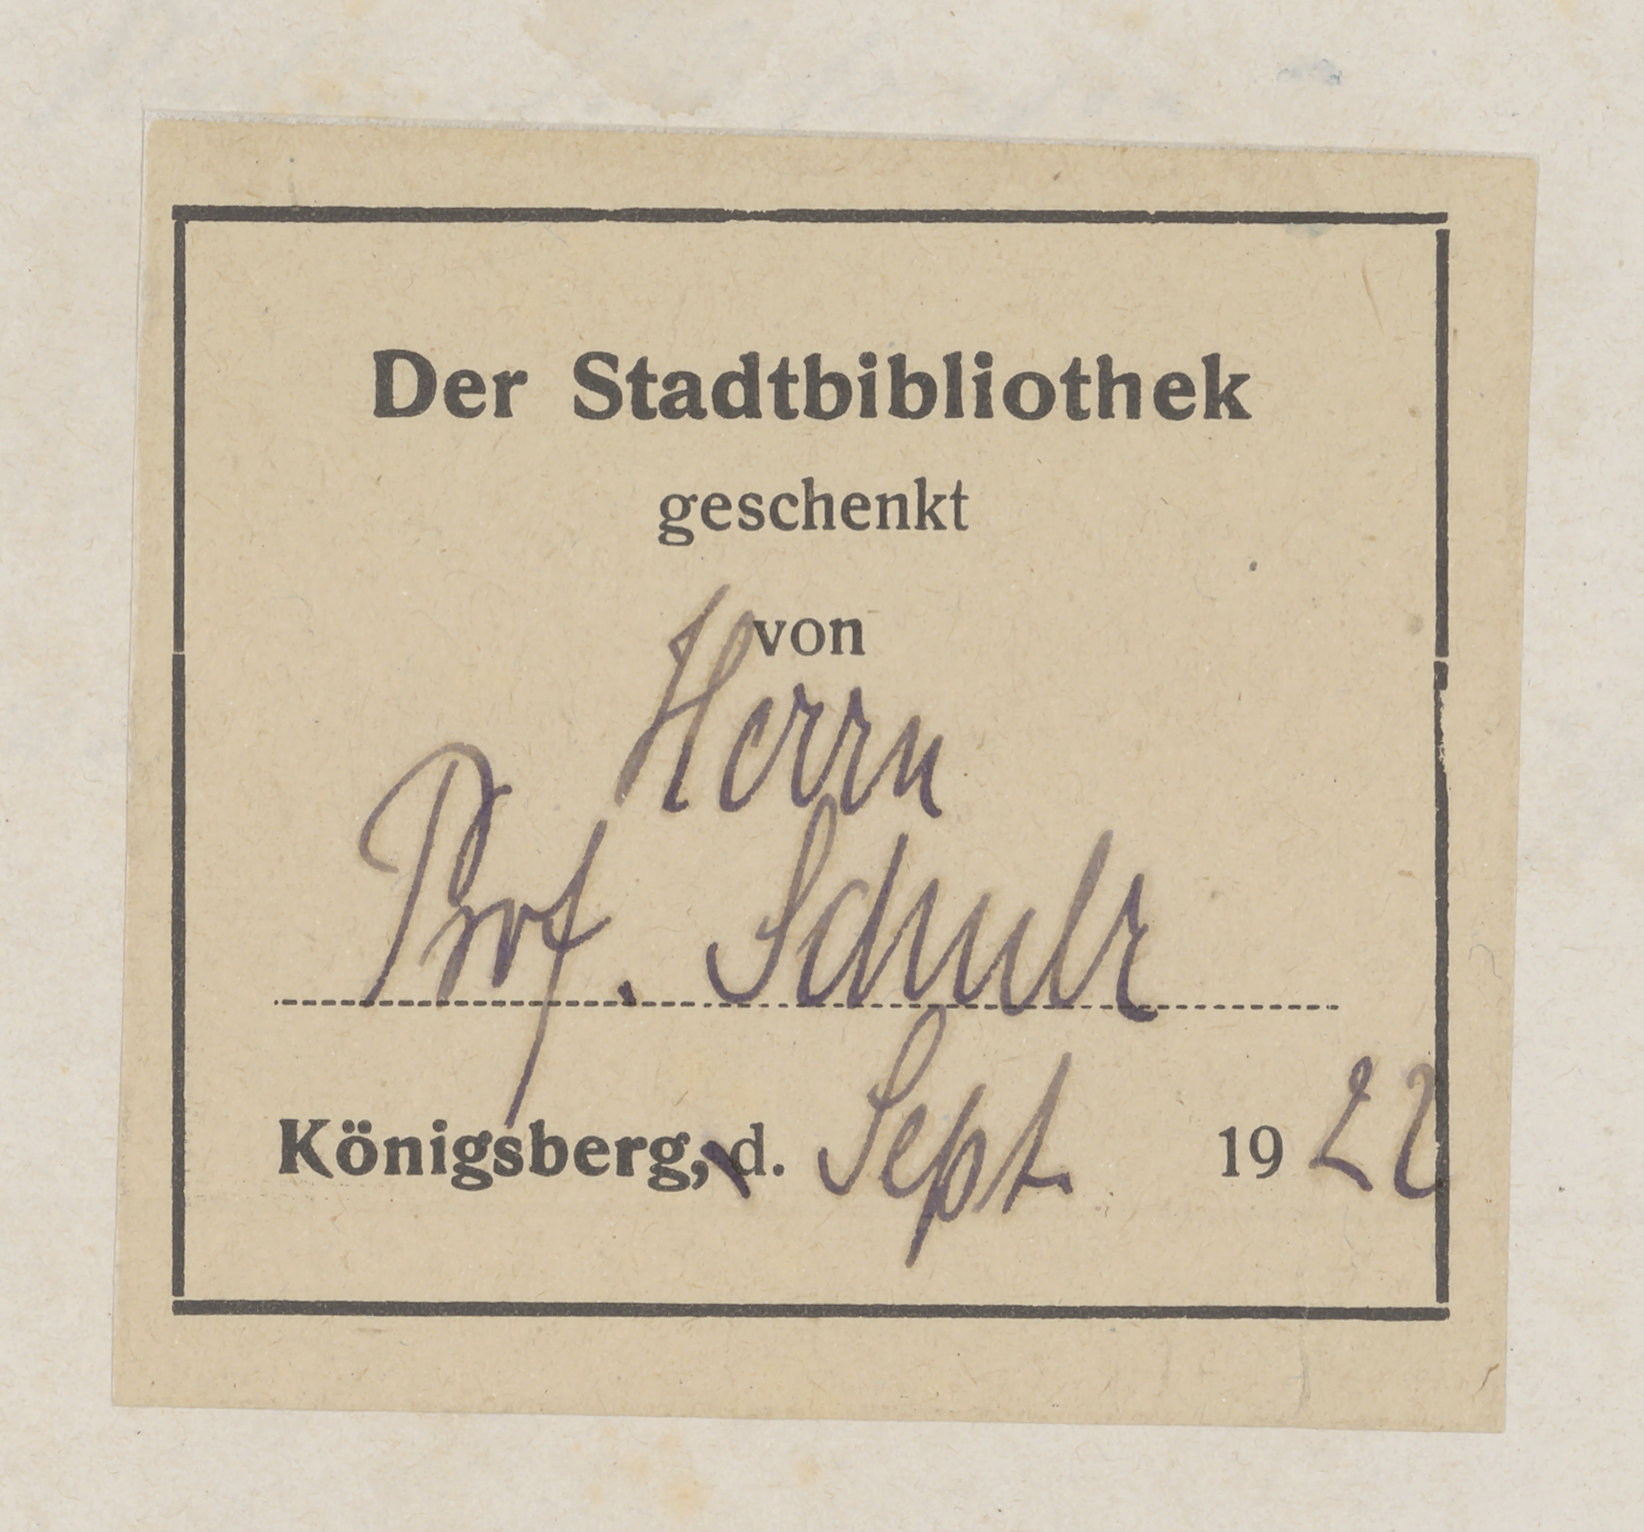 Der Stadtbibliothek
geschenkt
von
Herrn
Prof. Schulz
Königsberg, d. Sept. 1922